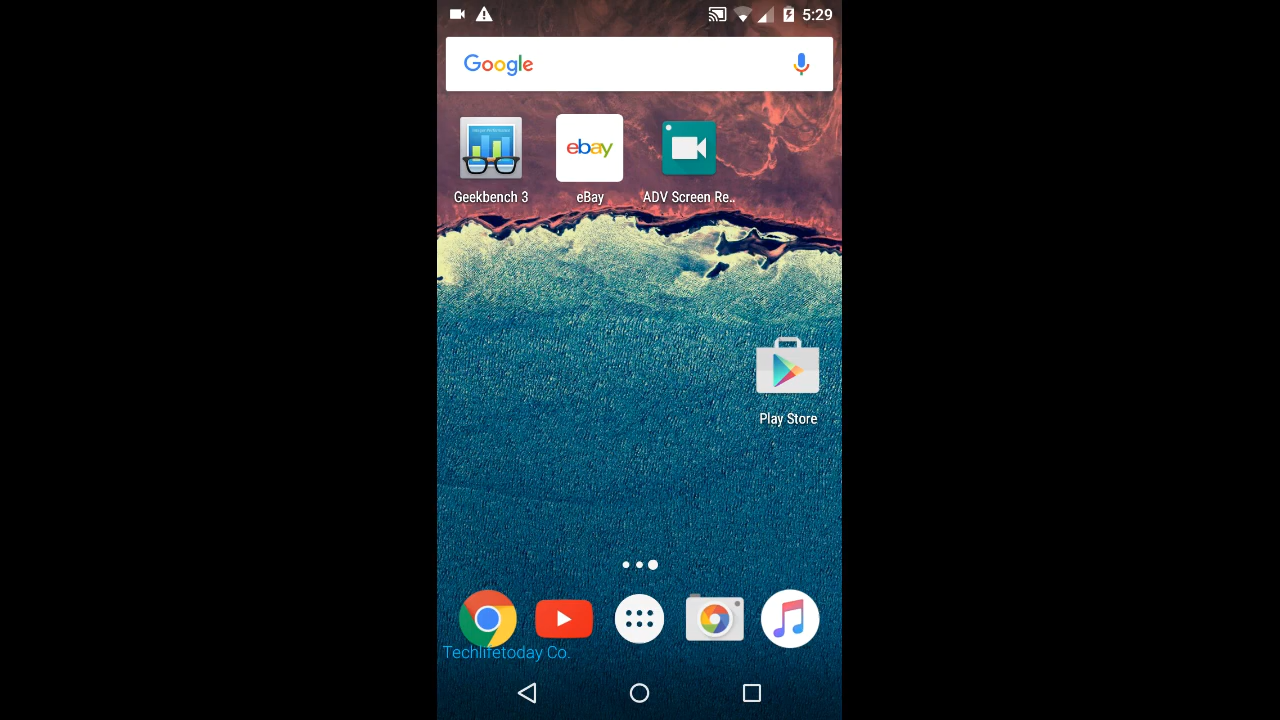 5:29
Google
Geekbench 3
ebay
eBay
ADV Screen Re..
Play Store
Techlifetoday Co.